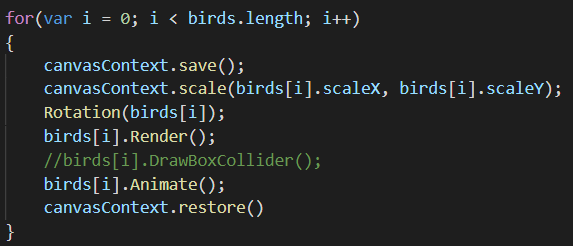 for(var i = 0; i < birds.length; i++)
{
    canvasContext.save();
    canvasContext.scale(birds[i].scaleX, birds[i].scaleY);
    Rotation(birds[i]);
    birds[i].Render();
    //birds[i].DrawBoxCollider();
    birds[i].Animate();
    canvasContext.restore()
}